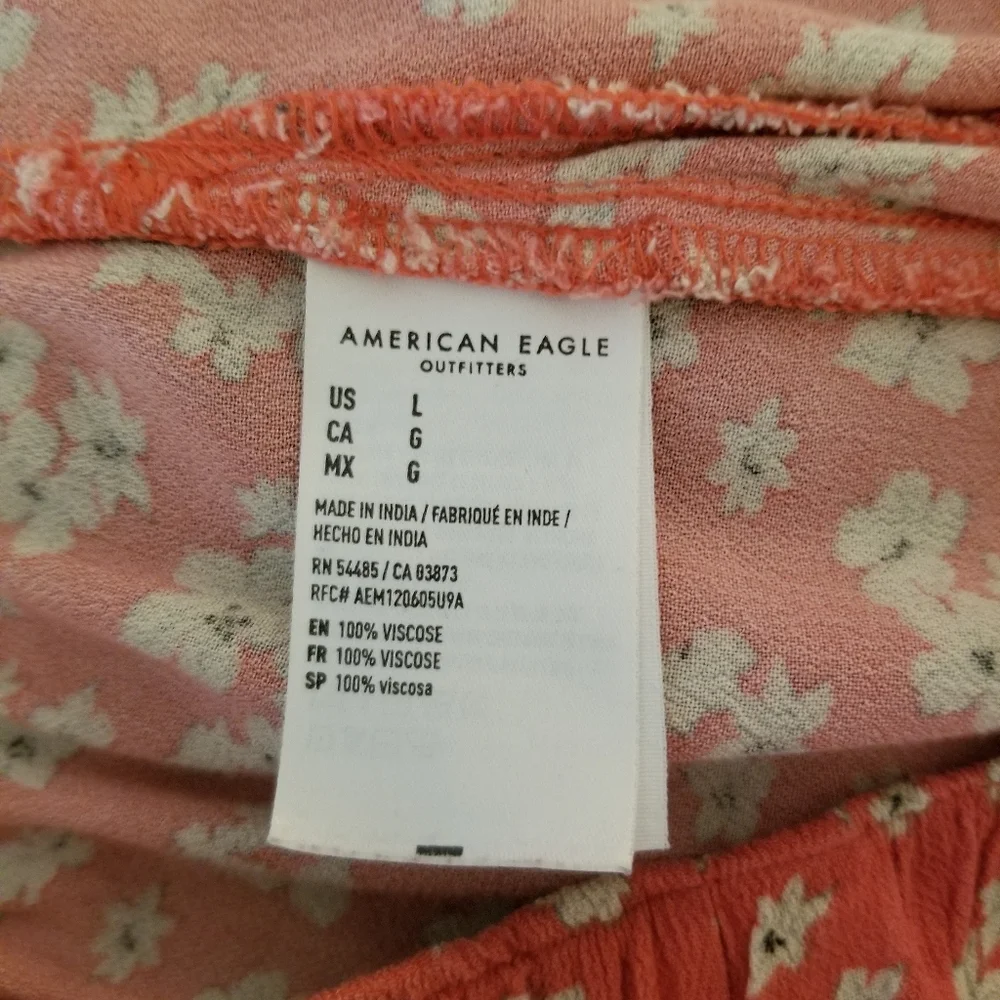 AMERICAN EAGLE
OUTFITTERS
US L
CA G
MX G
MADE IN INDIA / FABRIQUÉ EN INDE /
HECHO EN INDIA
RN 54485 / CA 03873
RFC# AEM120605U9A
EN 100% VISCOSE
FR 100% VISCOSE
SP 100% viscosa